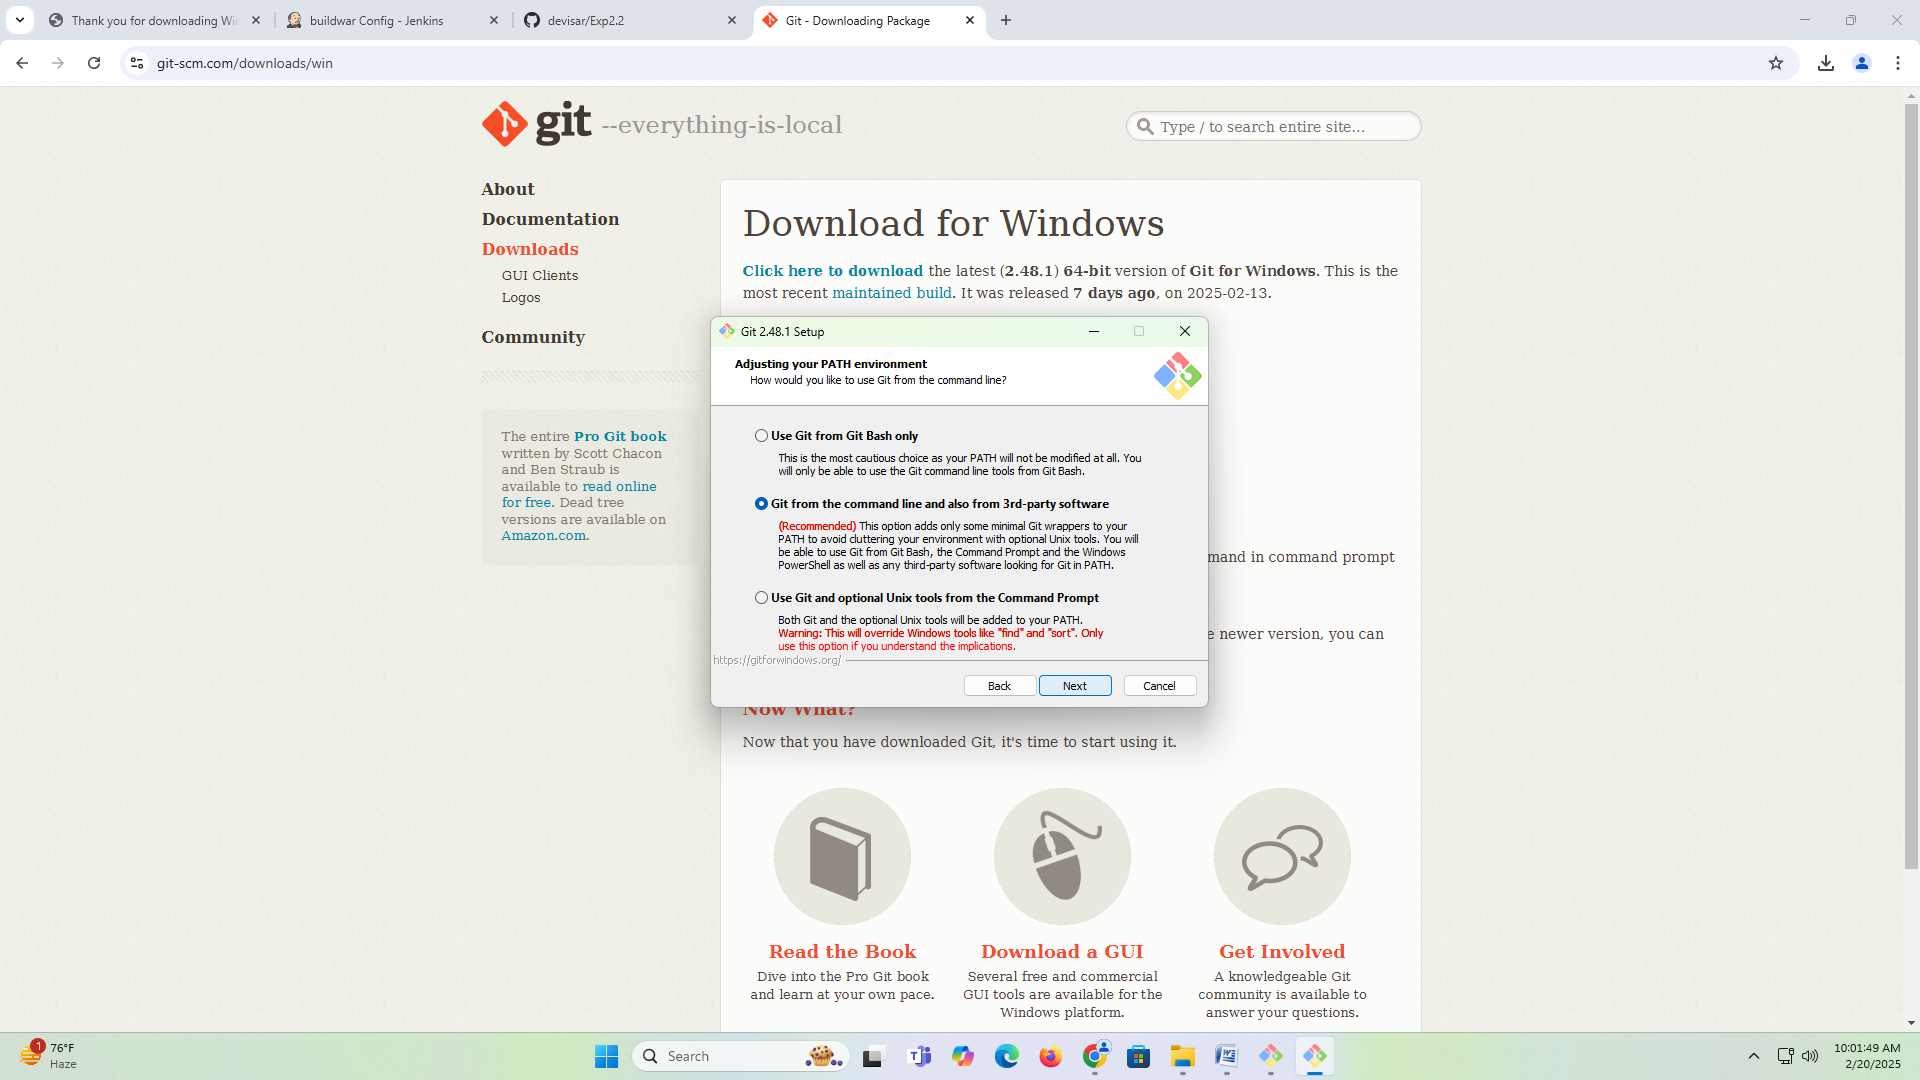 Thank you for downloading Win
buildwar Config - Jenkins
devisar/Exp2.2
Git - Downloading Package
git-scm.com/downloads/win
git --everything-is-local
Type / to search entire site...
About
Documentation
Downloads
GUI Clients
Logos
Community
The entire Pro Git book
written by Scott Chacon
and Ben Straub is
available to read online
for free. Dead tree
versions are available on
Amazon.com.
Download for Windows
Click here to download the latest (2.48.1) 64-bit version of Git for Windows. This is the
most recent maintained build. It was released 7 days ago, on 2025-02-13.
Git 2.48.1 Setup
Adjusting your PATH environment
How would you like to use Git from the command line?
Use Git from Git Bash only
This is the most cautious choice as your PATH will not be modified at all. You
will only be able to use the Git command line tools from Git Bash.
Git from the command line and also from 3rd-party software
(Recommended) This option adds only some minimal Git wrappers to your
PATH to avoid cluttering your environment with optional Unix tools. You will
be able to use Git from Git Bash, the Command Prompt and the Windows
PowerShell as well as any third-party software looking for Git in PATH.
Use Git and optional Unix tools from the Command Prompt
Both Git and the optional Unix tools will be added to your PATH.
Warning: This will override Windows tools like "find" and "sort". Only
use this option if you understand the implications.
https://gitforwindows.org/
Back
Next
Cancel
mand in command prompt
e newer version, you can
Now What?
Now that you have downloaded Git, it's time to start using it.
Read the Book
Dive into the Pro Git book
and learn at your own pace.
Download a GUI
Several free and commercial
GUI tools are available for the
Windows platform.
Get Involved
A knowledgeable Git
community is available to
answer your questions.
1
76°F
Haze
Search
10:01:49 AM
2/20/2025